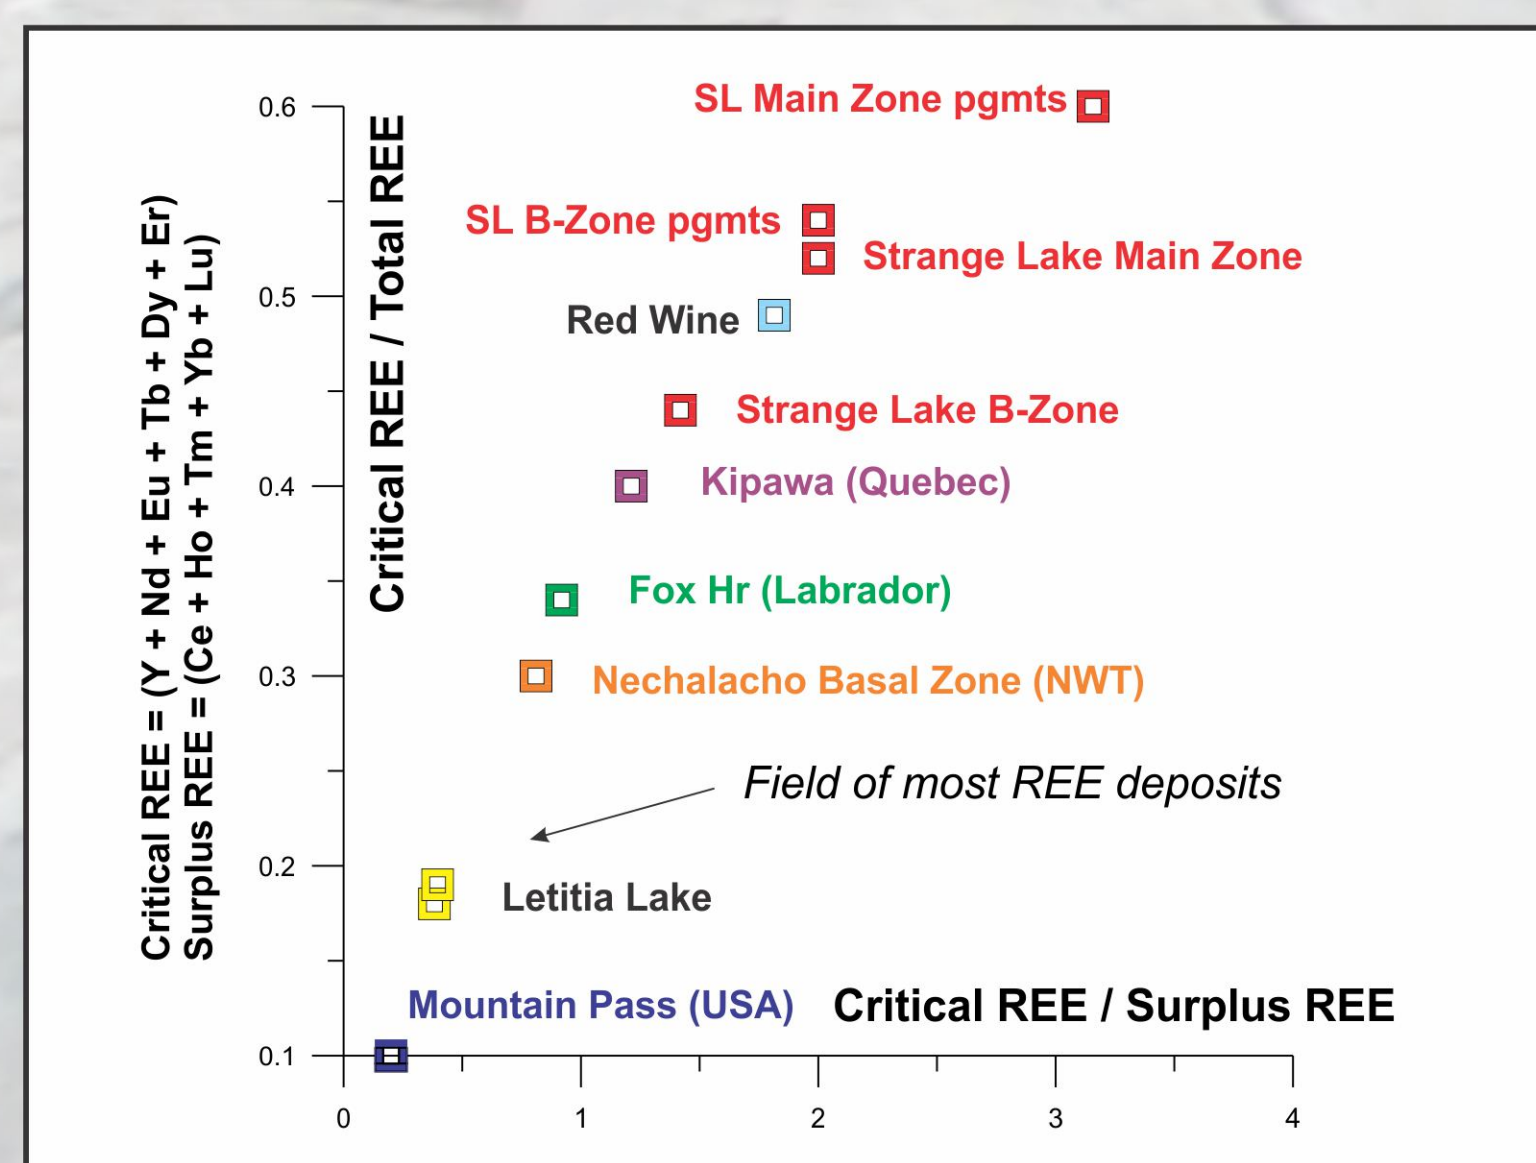 SL Main Zone pgmts
0.6
Critical REE / Total REE
Critical REE = (Y + Nd + Eu + Tb + Dy + Er)
Surplus REE = (Ce + Ho + Tm + Yb + Lu)
SL B-Zone pgmts
Strange Lake Main Zone
0.5
Red Wine
Strange Lake B-Zone
0.4
Kipawa (Quebec)
Fox Hr (Labrador)
0.3
Nechalacho Basal Zone (NWT)
Field of most REE deposits
0.2
Letitia Lake
Mountain Pass (USA)
Critical REE / Surplus REE
0.1
0 1 2 3 4